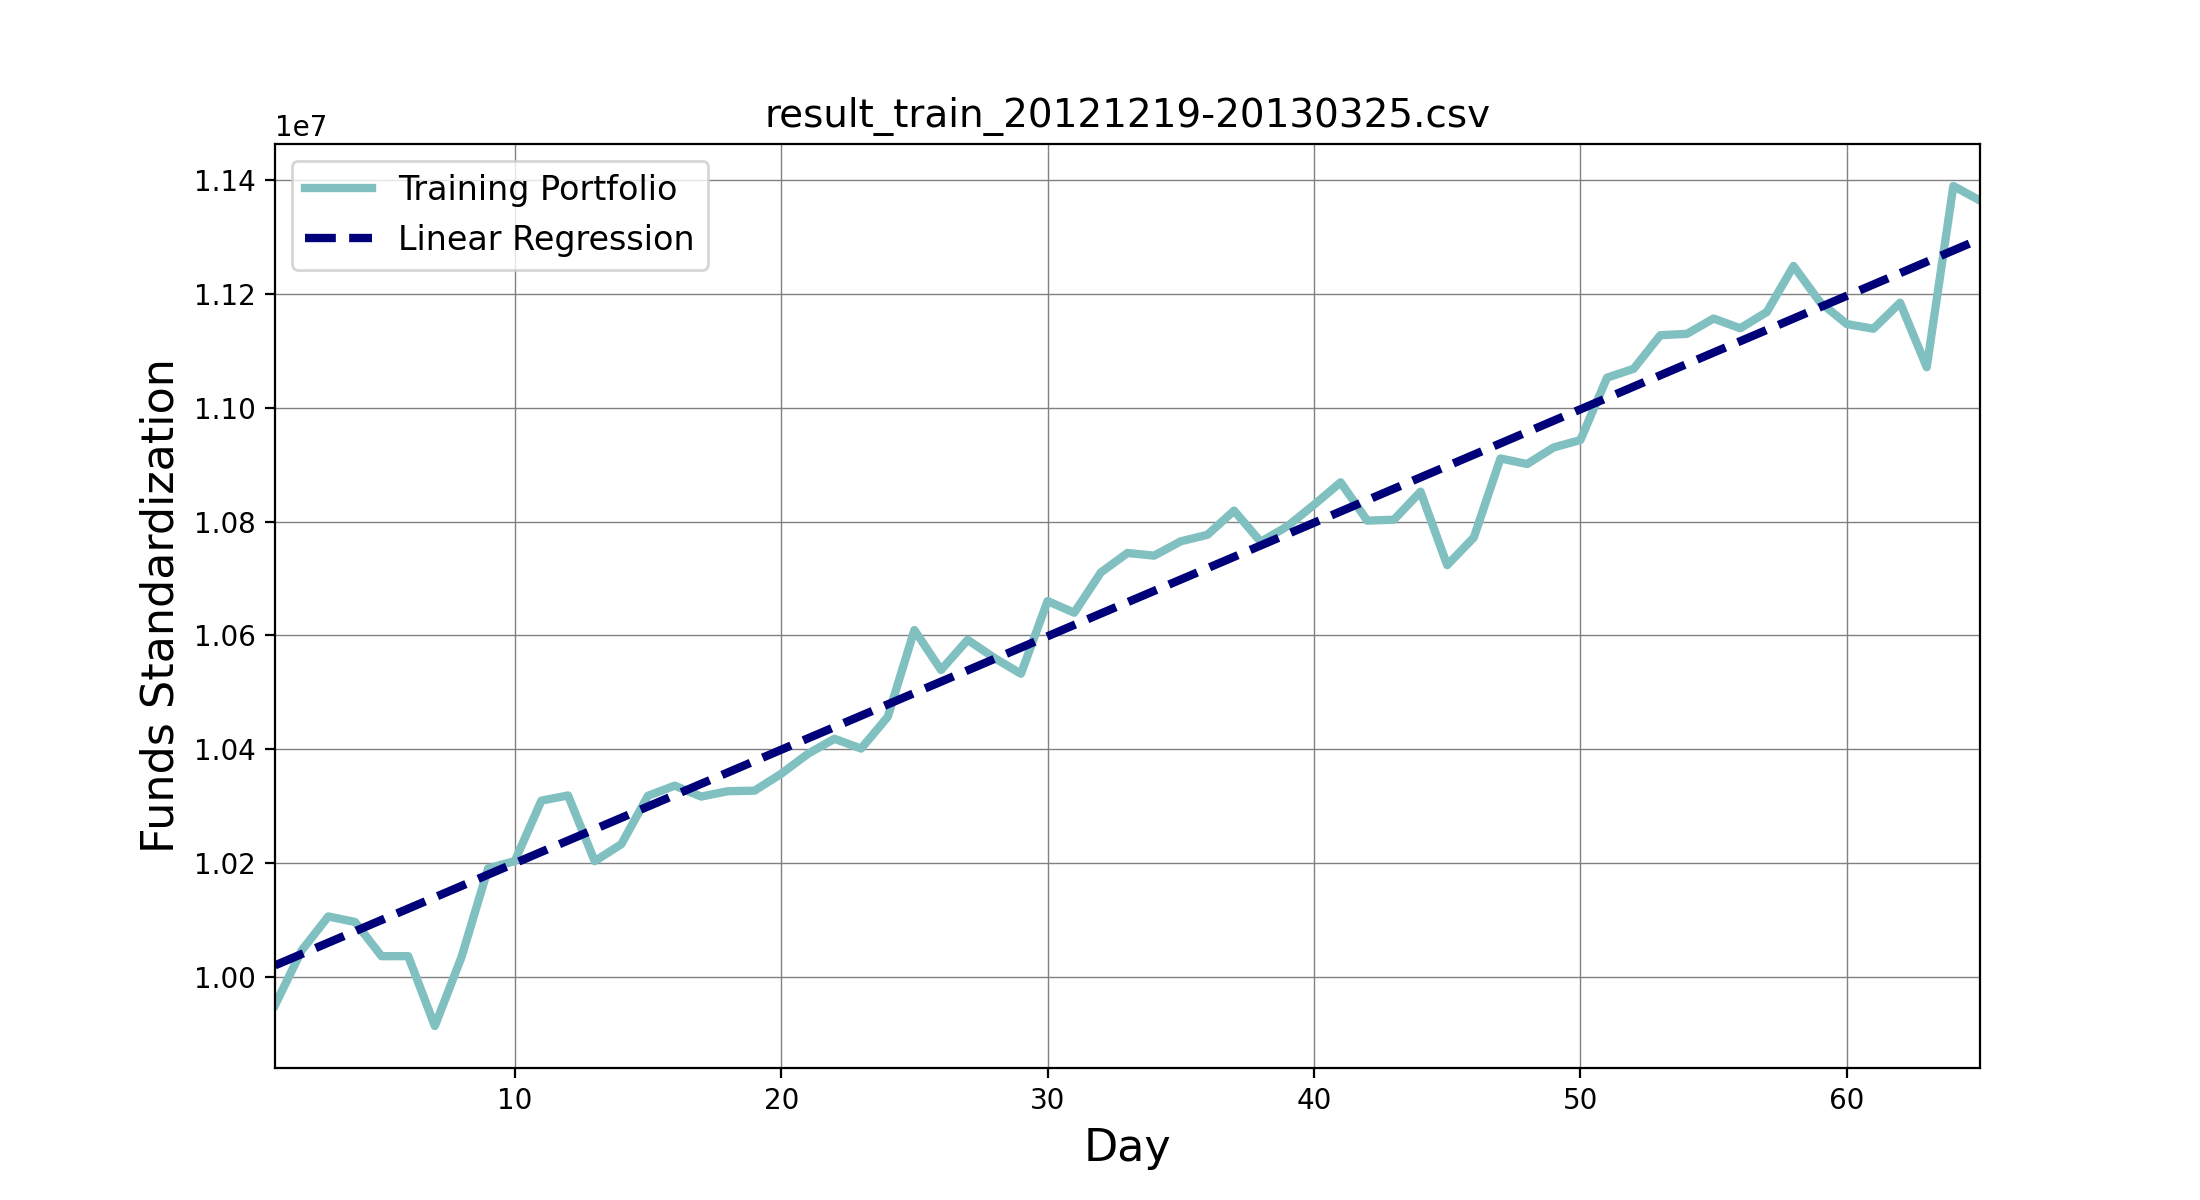 result_train_20121219-20130325.csv
1e7
Training Portfolio
Linear Regression
1.14
1.12
1.10
1.08
1.06
1.04
1.02
1.00
Funds Standardization
10 20 30 40 50 60
Day